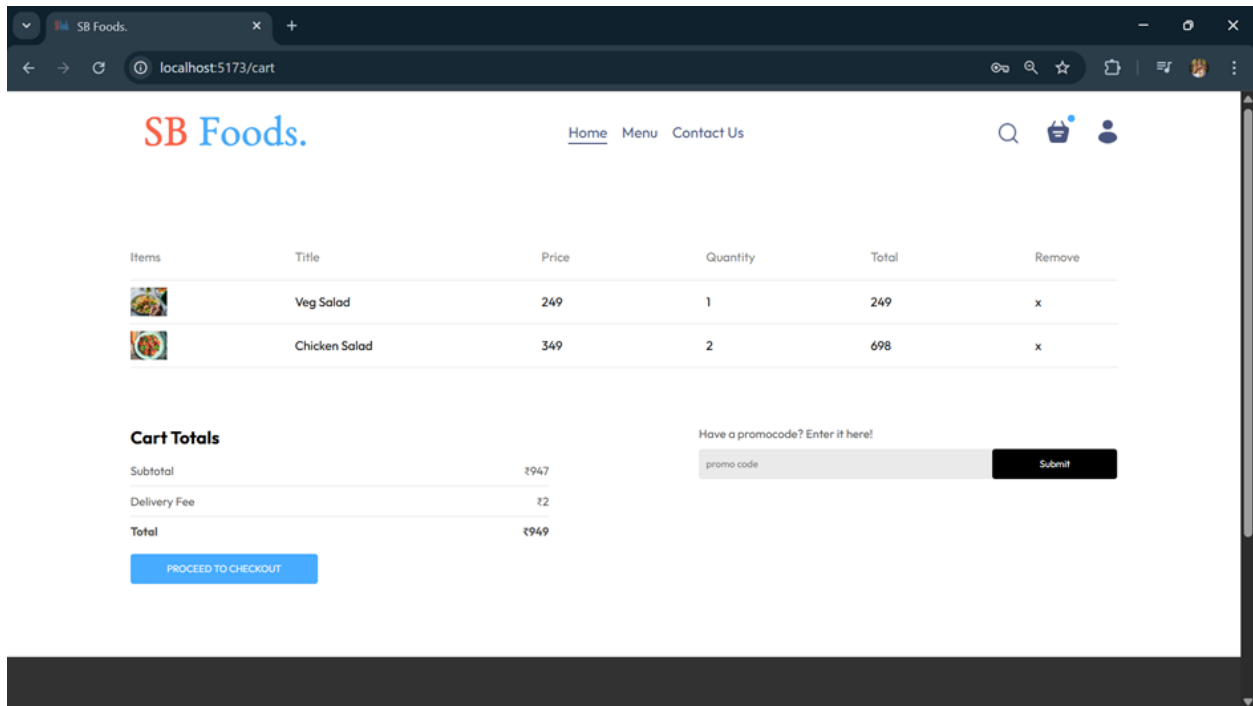 SB Foods.
localhost:5173/cart
SB Foods.
Home Menu Contact Us
Items Title Price Quantity Total Remove
Veg Salad 249 1 249 x
Chicken Salad 349 2 698 x
Cart Totals
Subtotal ₹947
Delivery Fee ₹2
Total ₹949
PROCEED TO CHECKOUT
Have a promocode? Enter it here!
promo code Submit